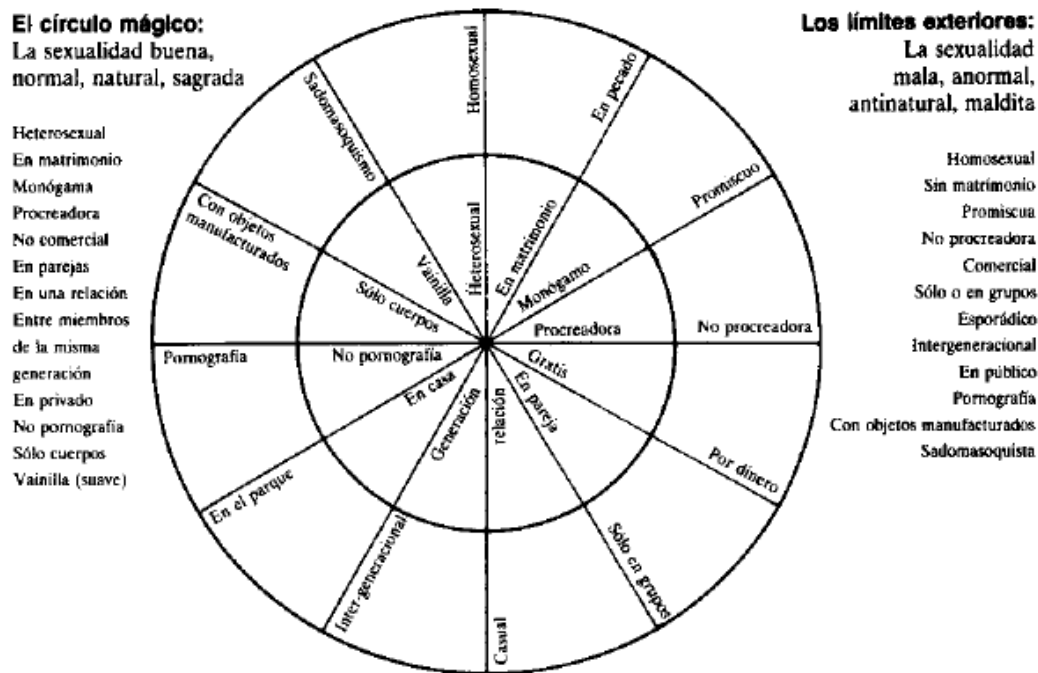 El círculo mágico:
La sexualidad buena,
normal, natural, sagrada
Heterosexual
En matrimonio
Monógama
Procreadora
No comercial
En parejas
En una relación
Entre miembros
de la misma
generación
En privado
No pornografía
Sólo cuerpos
Vainilla (suave)
Homosexual
En pecado
Promiscuo
No procreadora
Por dinero
Sólo en grupos
Casual
Inter-generacional
En el parque
Pornografía
Con objetos
manufacturados
Sadomasoquismo
Heterosexual
En matrimonio
Monógamo
Procreadora
Gratis
En pareja
relación
Generación
En casa
No pornografía
Sólo cuerpos
Vainilla
Los límites exteriores:
La sexualidad
mala, anormal,
antinatural, maldita
Homosexual
Sin matrimonio
Promiscua
No procreadora
Comercial
Sólo o en grupos
Esporádico
Intergeneracional
En público
Pornografía
Con objetos manufacturados
Sadomasoquista